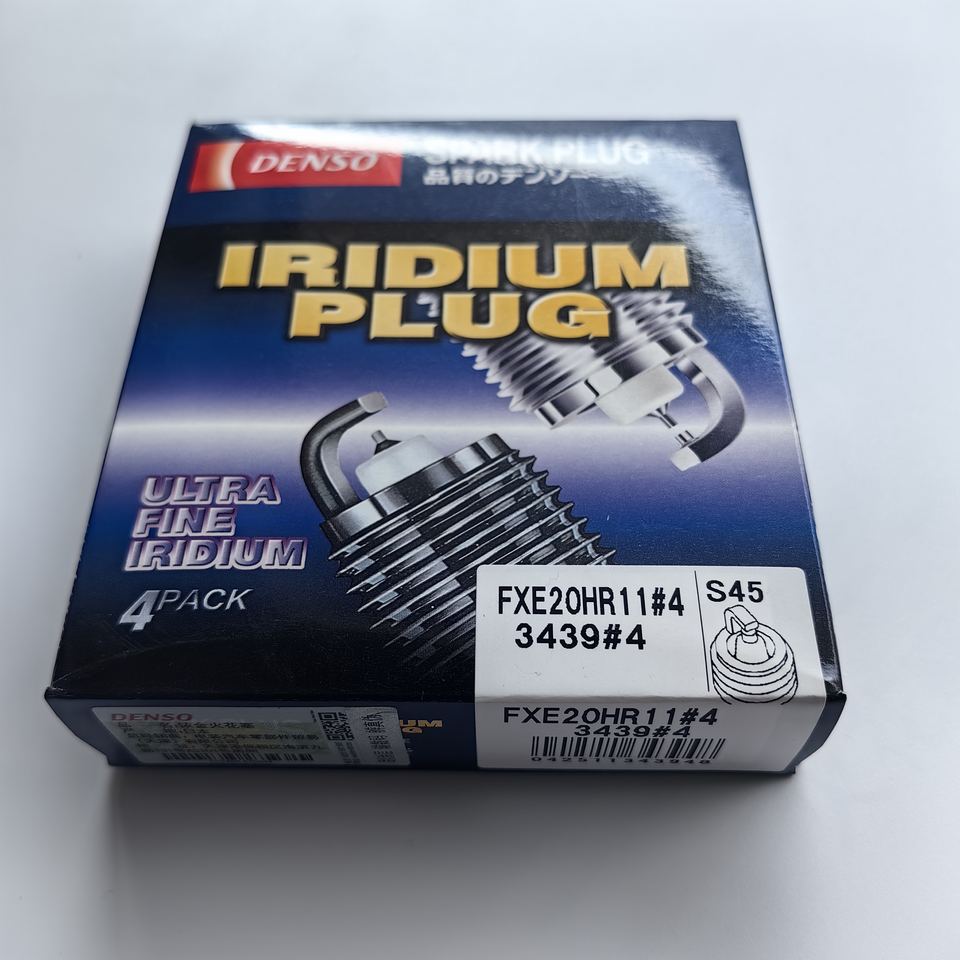 DENSO
SPARK PLUG
品質のデンソー
IRIDIUM
PLUG
ULTRA
FINE
IRIDIUM
4PACK
FXE20HR11#4
3439#4
S45
DENSO
FXE20HR11#4
3439#4
042511343948